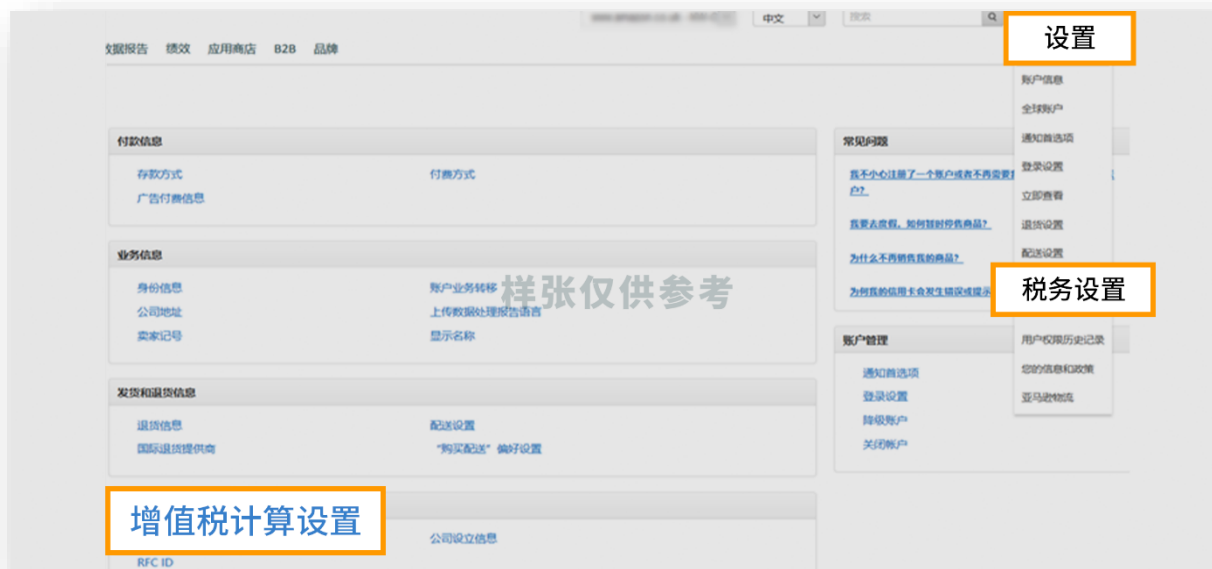 中文
搜索
设置
数据报告 绩效 应用商店 B2B 品牌
账户信息
全球账户
通知首选项
登录设置
立即查看
退货设置
配送设置
税务设置
用户权限历史记录
您的信息和政策
亚马逊物流
付款信息
存款方式 付费方式
广告付费信息
业务信息
身份信息 账户业务转移
公司地址 上传数据处理报告语言
卖家记号 显示名称
样张仅供参考
发货和退货信息
退货信息 配送设置
国际退货提供商 "购买配送" 偏好设置
增值税计算设置
公司设立信息
RFC ID
常见问题
我不小心注册了一个账户或者不再需要
户?
我要去度假，如何暂时停售商品?
为什么不再销售我的商品?
为何我的信用卡会发生错误或提示
账户管理
通知首选项
登录设置
降级账户
关闭帐户